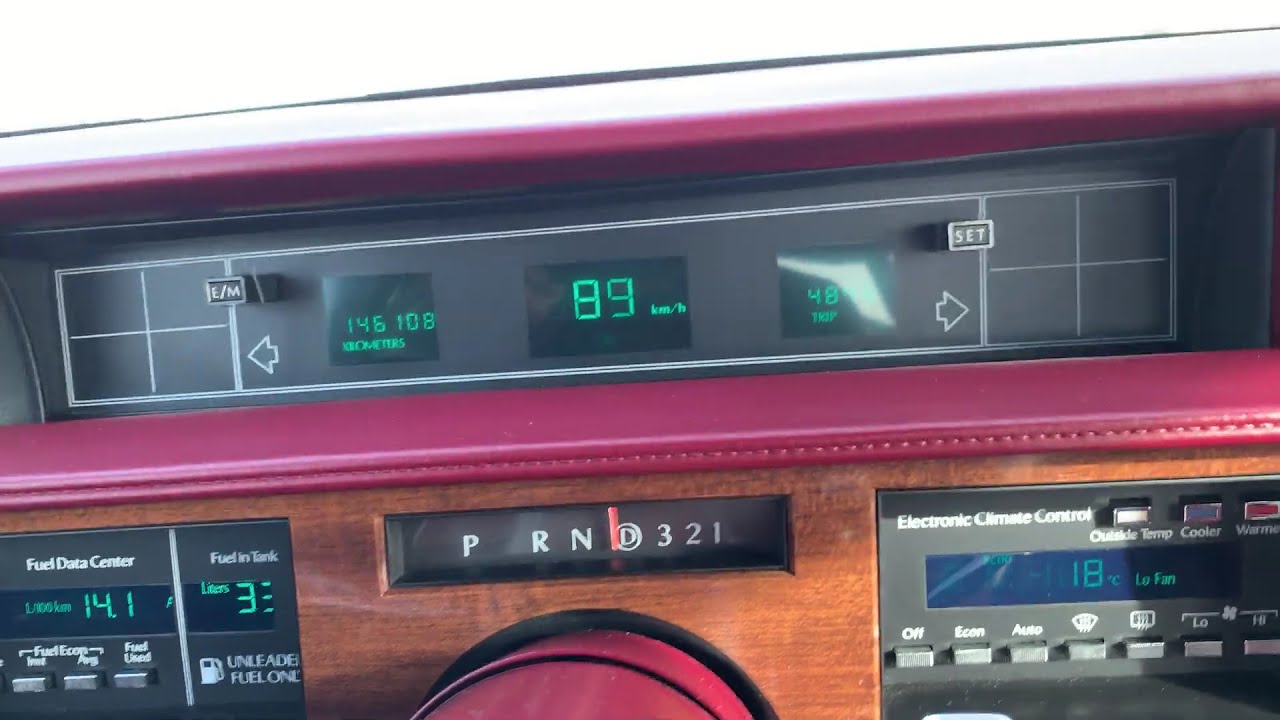 E/M
146 108
KILOMETERS
89 km/h
48
TRIP
SET
P R N D 3 2 1
Fuel Data Center
L/100 km 14.1
Fuel Econ
Inst Avg
Fuel Used
Fuel in Tank
Liters
UNLEADED
FUEL ONL
Electronic Climate Control
Outside Temp Cooler Warme
18 °C Lo Fan
Off Econ Auto Lo HI